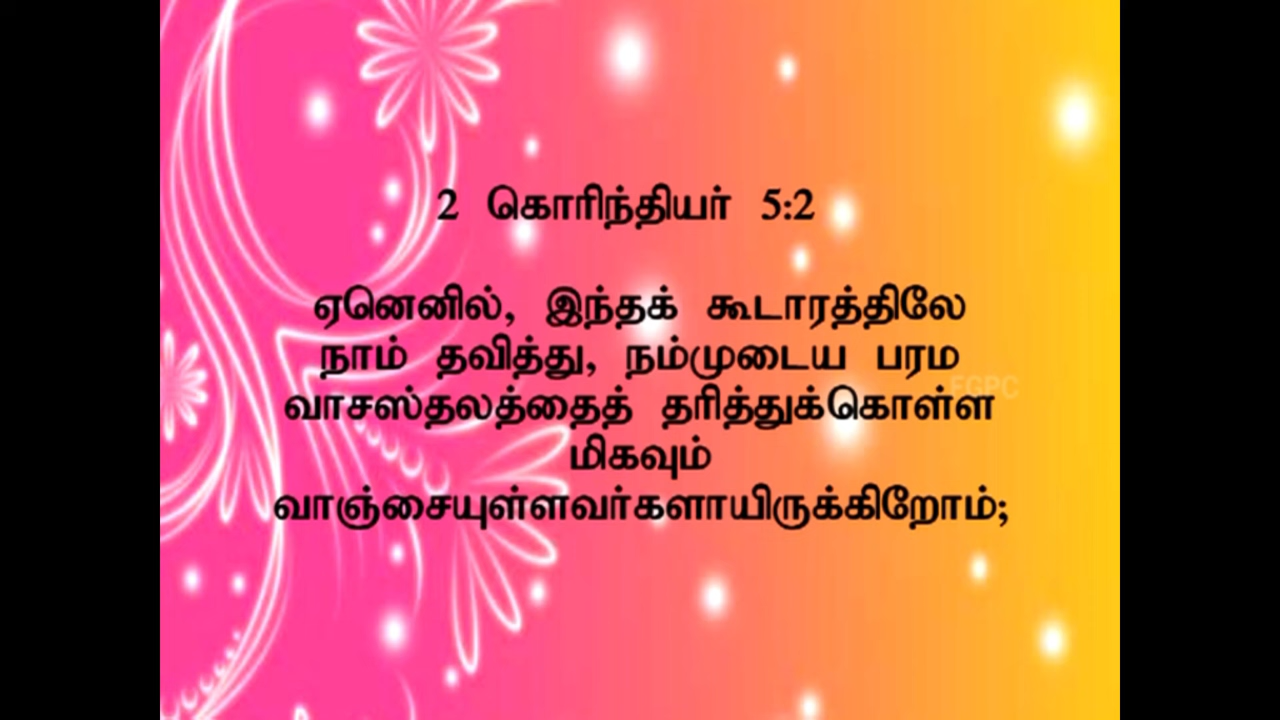 2 கொரிந்தியர் 5:2
ஏனெனில், இந்தக் கூடாரத்திலே
நாம் தவித்து, நம்முடைய பரம
வாசஸ்தலத்தைத் தரித்துக்கொள்ள
மிகவும்
வாஞ்சையுள்ளவர்களாயிருக்கிறோம்;